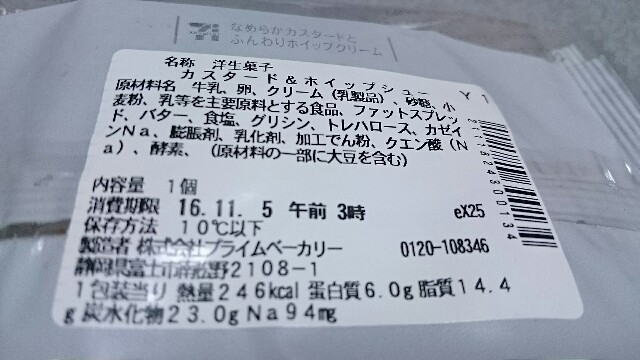 なめらかカスタードと
ふんわりホイップクリーム
名称 洋生菓子
カスタード&ホイップシュー Y1
原材料名 牛乳、卵、クリーム(乳製品)、砂糖、小
麦粉、乳等を主要原料とする食品、ファットスプレッ
ド、バター、食塩、グリシン、トレハロース、カゼイ
ンNa、膨脹剤、乳化剤、加工でん粉、クエン酸(N
a)、酵素、(原材料の一部に大豆を含む)
内容量 1個
消費期限 16.11. 5 午前 3時 eX25
保存方法 10℃以下
製造者 株式会社プライムベーカリー 0120-108346
静岡県富士市 2108-1
1包装当り 熱量246kcal 蛋白質6.0g 脂質14.4
g 炭水化物23.0g Na94mg